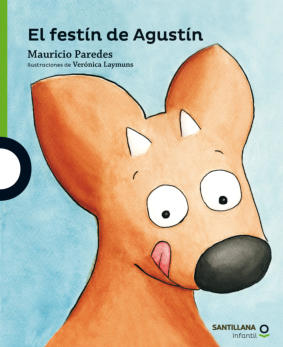 El festín de Agustín
Mauricio Paredes
Ilustraciones de Verónica Laymuns
SANTILLANA
infantil